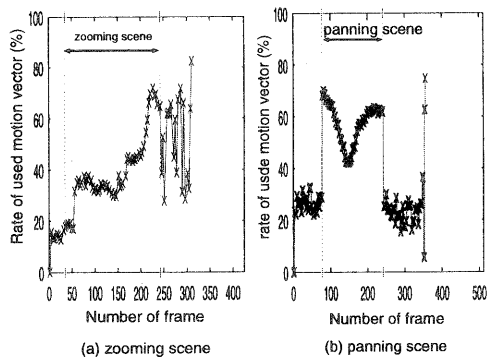 100
80
60
40
20
0
Rate of used motion vector (%)
zooming scene
0 50 100 150 200 250 300 400
Number of frame
(a) zooming scene
100
80
60
40
20
0
rate of usde motion vector (%)
panning scene
0 100 200 300 400 500
Number of frame
(b) panning scene